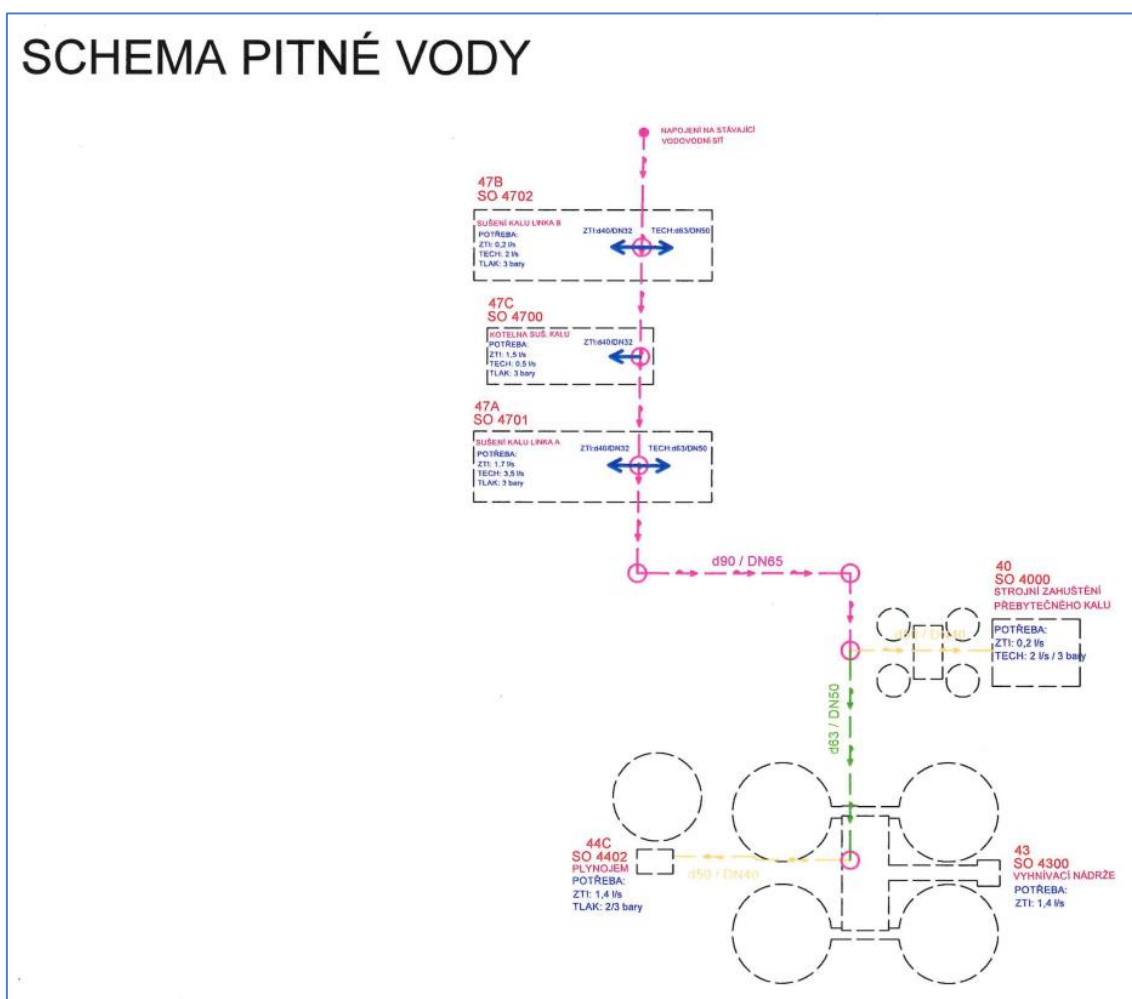 SCHEMA PITNÉ VODY
NAPOJENÍ NA STÁVAJÍCÍ
VODOVODNÍ SÍŤ
47B
SO 4702
SUŠENÍ KALU LINKA B
POTŘEBA:
ZTI: 0,2 l/s
TECH: 2 l/s
TLAK: 3 bary
ZTI:d40/DN32
TECH:d63/DN50
47C
SO 4700
KOTELNA SUŠ. KALU
POTŘEBA:
ZTI: 1,5 l/s
TECH: 0,5 l/s
TLAK: 3 bary
ZTI:d40/DN32
47A
SO 4701
SUŠENÍ KALU LINKA A
POTŘEBA:
ZTI: 1,7 l/s
TECH: 3,5 l/s
TLAK: 3 bary
ZTI:d40/DN32
TECH:d63/DN50
d90 / DN65
40
SO 4000
STROJNÍ ZAHUŠTĚNÍ
PŘEBYTEČNÉHO KALU
POTŘEBA:
ZTI: 0,2 l/s
TECH: 2 l/s / 3 bary
d50 / DN40
d63 / DN50
44C
SO 4402
PLYNOJEM
POTŘEBA:
ZTI: 1,4 l/s
TLAK: 2/3 bary
d50 / DN40
43
SO 4300
VYHNÍVACÍ NÁDRŽE
POTŘEBA:
ZTI: 1,4 l/s